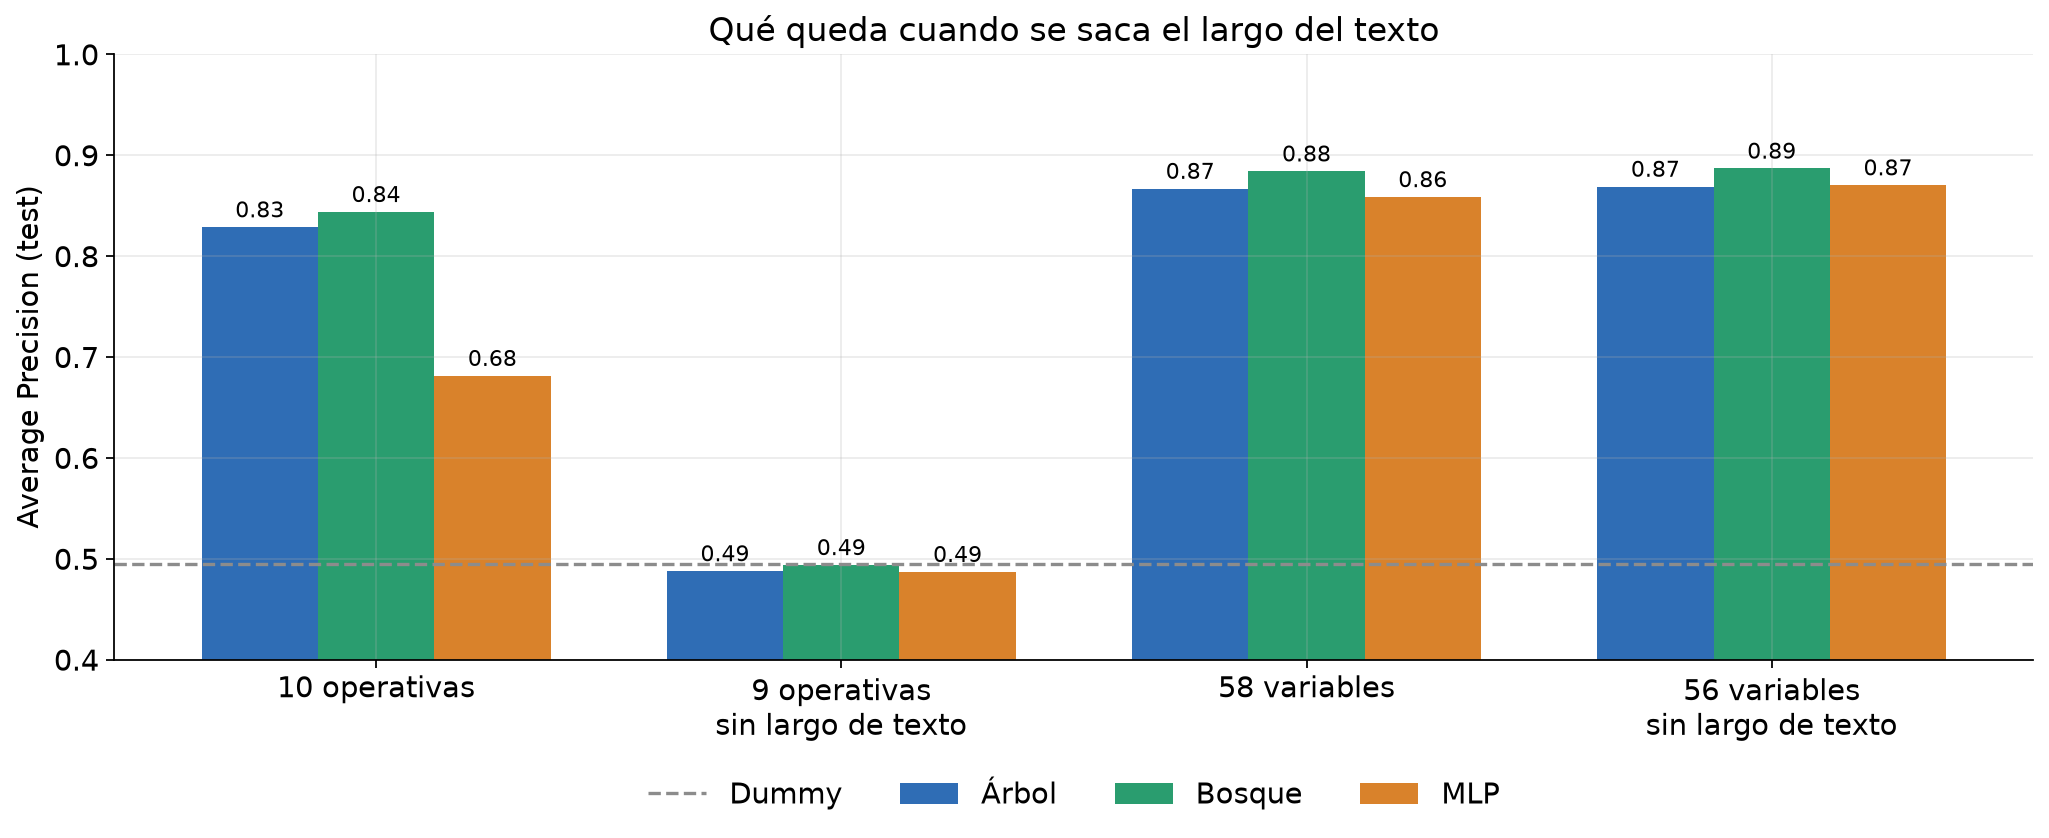 Qué queda cuando se saca el largo del texto
Average Precision (test)
1.0
0.9
0.8
0.7
0.6
0.5
0.4
0.83
0.84
0.68
0.49
0.49
0.49
0.87
0.88
0.86
0.87
0.89
0.87
10 operativas
9 operativas
sin largo de texto
58 variables
56 variables
sin largo de texto
Dummy
Árbol
Bosque
MLP